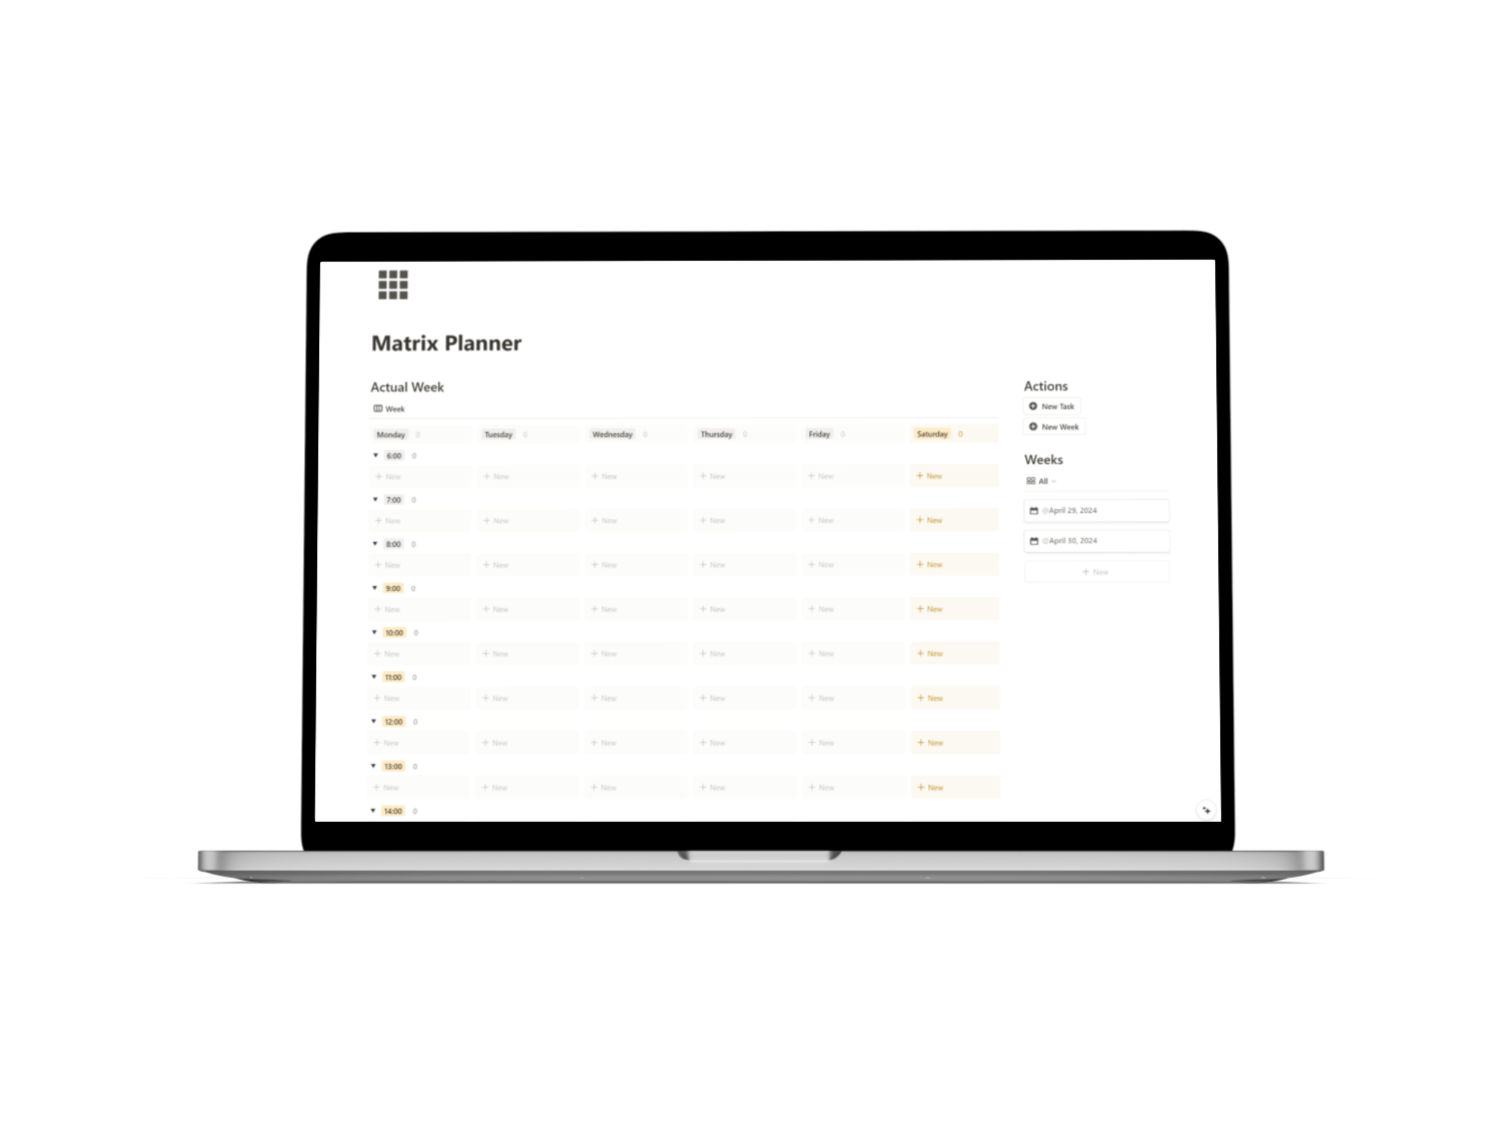 Matrix Planner
Actual Week
Week
Monday 0 Tuesday 0 Wednesday 0 Thursday 0 Friday 0 Saturday 0
6:00 0
+ New + New + New + New + New + New
7:00 0
+ New + New + New + New + New + New
8:00 0
+ New + New + New + New + New + New
9:00 0
+ New + New + New + New + New + New
10:00 0
+ New + New + New + New + New + New
11:00 0
+ New + New + New + New + New + New
12:00 0
+ New + New + New + New + New + New
13:00 0
+ New + New + New + New + New + New
14:00 0
Actions
New Task
New Week
Weeks
All
@April 29, 2024
@April 30, 2024
+ New